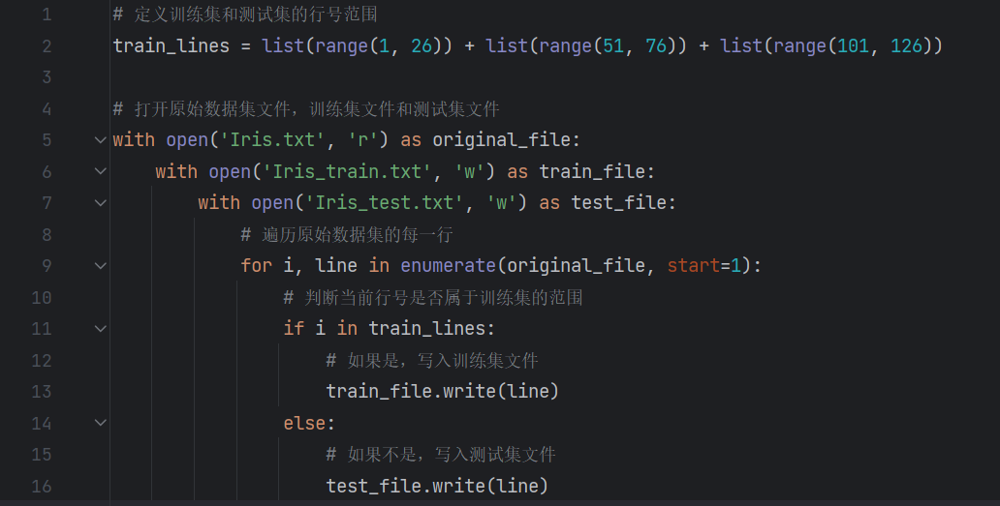 1 # 定义训练集和测试集的行号范围
2 train_lines = list(range(1, 26)) + list(range(51, 76)) + list(range(101, 126))
3
4 # 打开原始数据集文件，训练集文件和测试集文件
5 with open('Iris.txt', 'r') as original_file:
6     with open('Iris_train.txt', 'w') as train_file:
7         with open('Iris_test.txt', 'w') as test_file:
8             # 遍历原始数据集的每一行
9             for i, line in enumerate(original_file, start=1):
10                 # 判断当前行号是否属于训练集的范围
11                 if i in train_lines:
12                     # 如果是，写入训练集文件
13                     train_file.write(line)
14                 else:
15                     # 如果不是，写入测试集文件
16                     test_file.write(line)